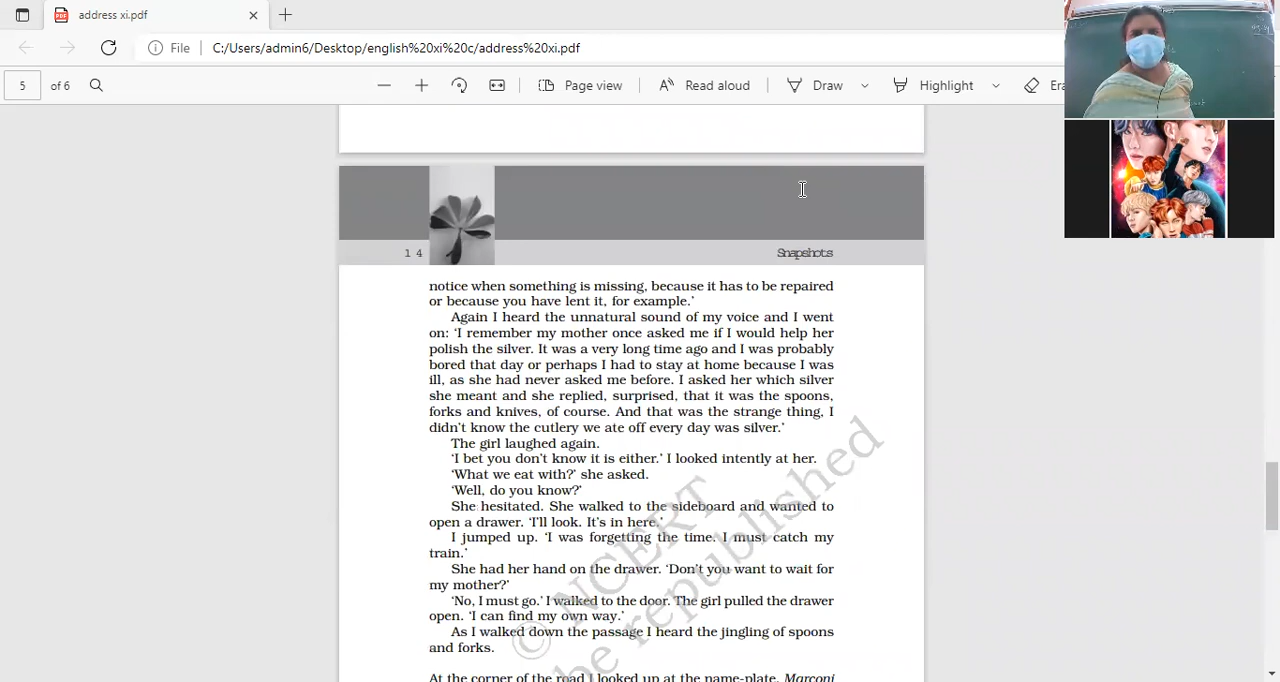 address xi.pdf
File
C:/Users/admin6/Desktop/english%20xi%20c/address%20xi.pdf
5 of 6
Page view
Read aloud
Draw
Highlight
Era
1 4
Snapshots
notice when something is missing, because it has to be repaired
or because you have lent it, for example.’
Again I heard the unnatural sound of my voice and I went
on: ‘I remember my mother once asked me if I would help her
polish the silver. It was a very long time ago and I was probably
bored that day or perhaps I had to stay at home because I was
ill, as she had never asked me before. I asked her which silver
she meant and she replied, surprised, that it was the spoons,
forks and knives, of course. And that was the strange thing, I
didn’t know the cutlery we ate off every day was silver.’
The girl laughed again.
‘I bet you don’t know it is either.’ I looked intently at her.
‘What we eat with?’ she asked.
‘Well, do you know?’
She hesitated. She walked to the sideboard and wanted to
open a drawer. ‘I’ll look. It’s in here.’
I jumped up. ‘I was forgetting the time. I must catch my
train.’
She had her hand on the drawer. ‘Don’t you want to wait for
my mother?’
‘No, I must go.’ I walked to the door. The girl pulled the drawer
open. ‘I can find my own way.’
As I walked down the passage I heard the jingling of spoons
and forks.
At the corner of the road I looked up at the name-plate. Marconi
© NCERT
be republished